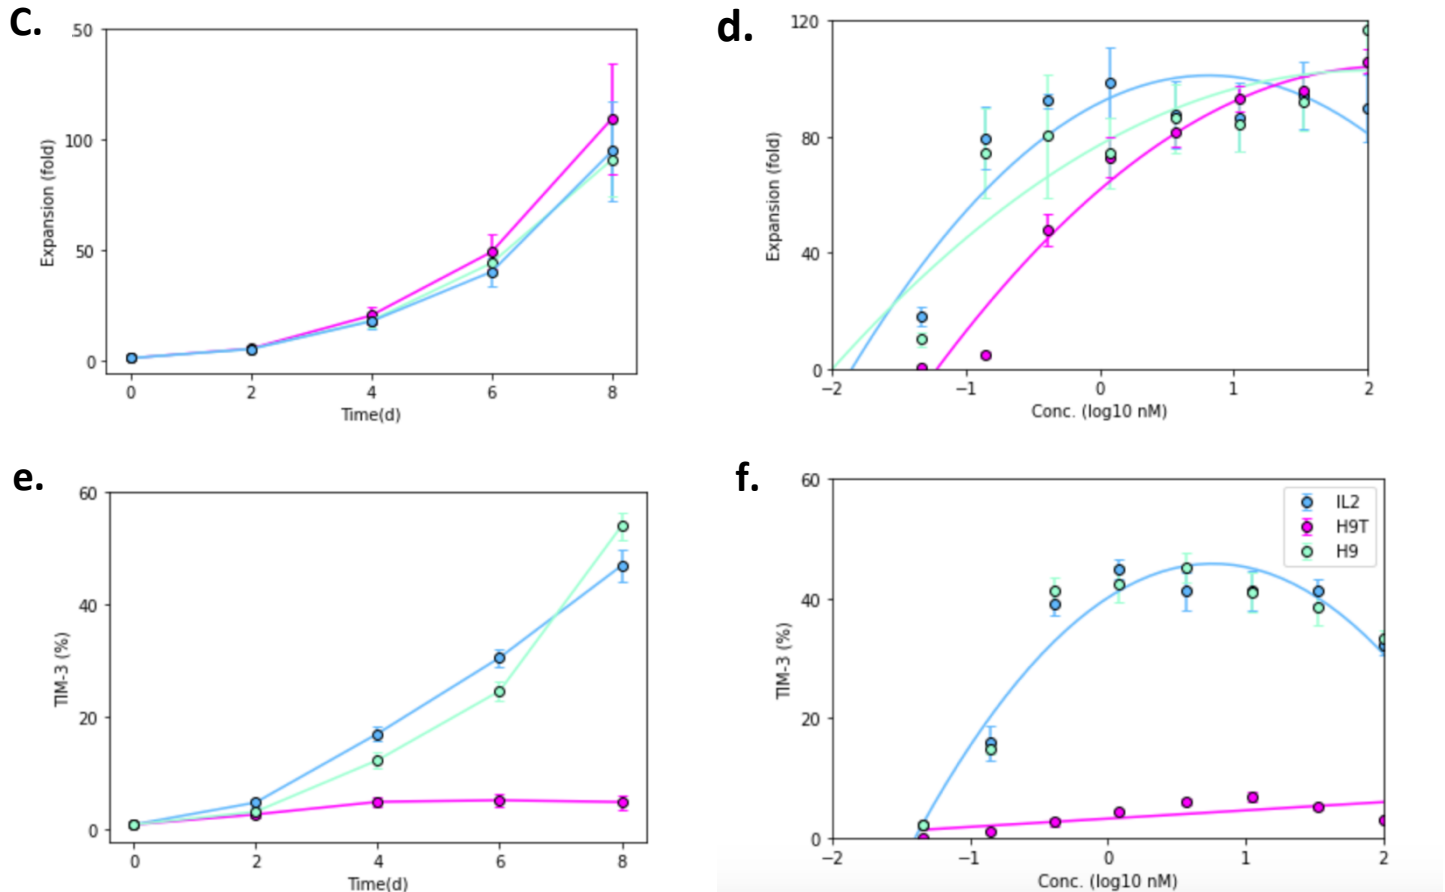 C.
.50
100
50
0
Expansion (fold)
0 2 4 6 8
Time(d)
d.
120
80
40
0
Expansion (fold)
−2 −1 0 1 2
Conc. (log10 nM)
e.
60
40
20
0
TIM-3 (%)
0 2 4 6 8
Time(d)
f.
60
40
20
0
TIM-3 (%)
IL2
H9T
H9
−2 −1 0 1 2
Conc. (log10 nM)